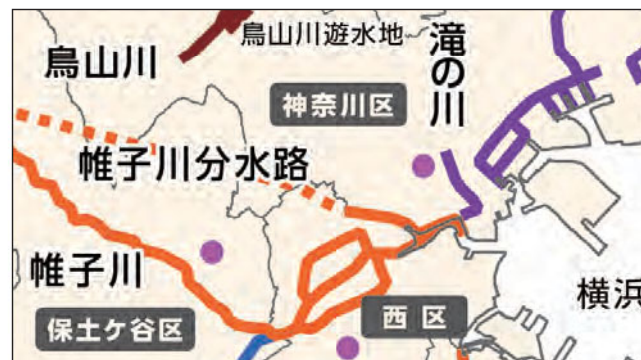 鳥山川遊水地
滝の川
鳥山川
神奈川区
帷子川分水路
帷子川
横浜
西区
保土ケ谷区